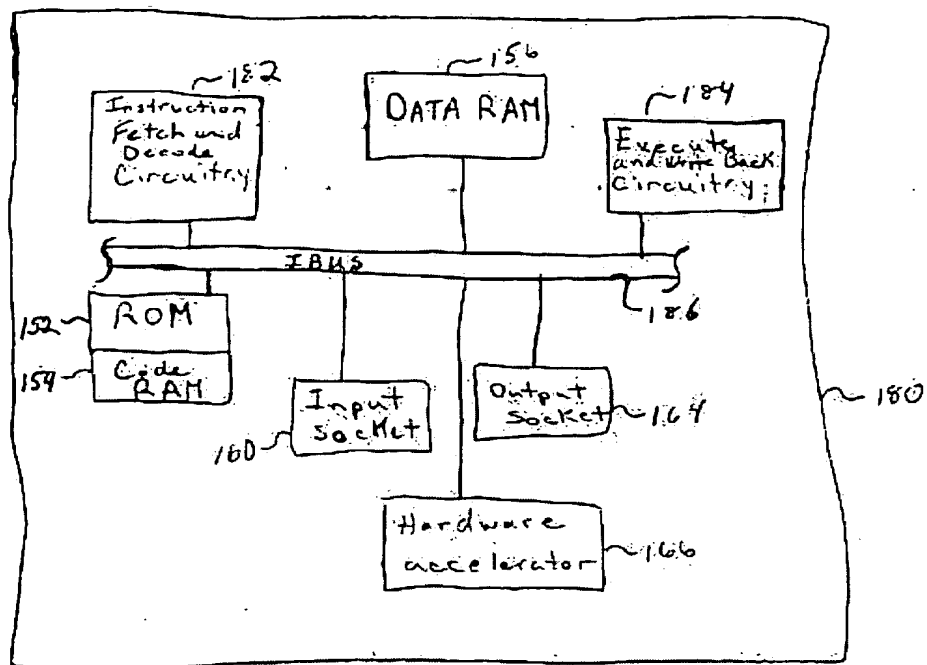 182
Instruction
Fetch and
Decode
Circuitry
156
DATA RAM
184
Execute
and Write Back
Circuitry
IBUS
186
152
ROM
154
Code
RAM
160
Input
Socket
Output
Socket
164
180
Hardware
accelerator
166